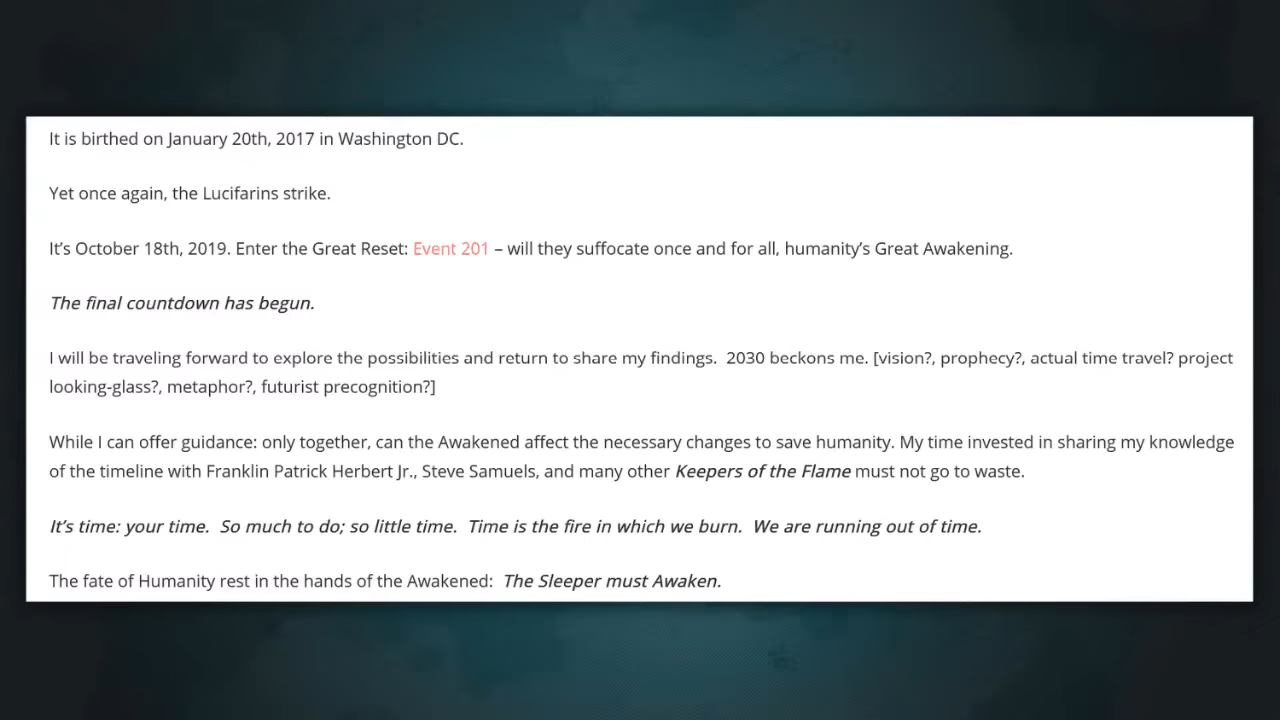 It is birthed on January 20th, 2017 in Washington DC.
Yet once again, the Lucifarins strike.
It’s October 18th, 2019. Enter the Great Reset: Event 201 – will they suffocate once and for all, humanity’s Great Awakening.
The final countdown has begun.
I will be traveling forward to explore the possibilities and return to share my findings.  2030 beckons me. [vision?, prophecy?, actual time travel? project
looking-glass?, metaphor?, futurist precognition?]
While I can offer guidance: only together, can the Awakened affect the necessary changes to save humanity. My time invested in sharing my knowledge
of the timeline with Franklin Patrick Herbert Jr., Steve Samuels, and many other Keepers of the Flame must not go to waste.
It’s time: your time.  So much to do; so little time.  Time is the fire in which we burn.  We are running out of time.
The fate of Humanity rest in the hands of the Awakened:  The Sleeper must Awaken.